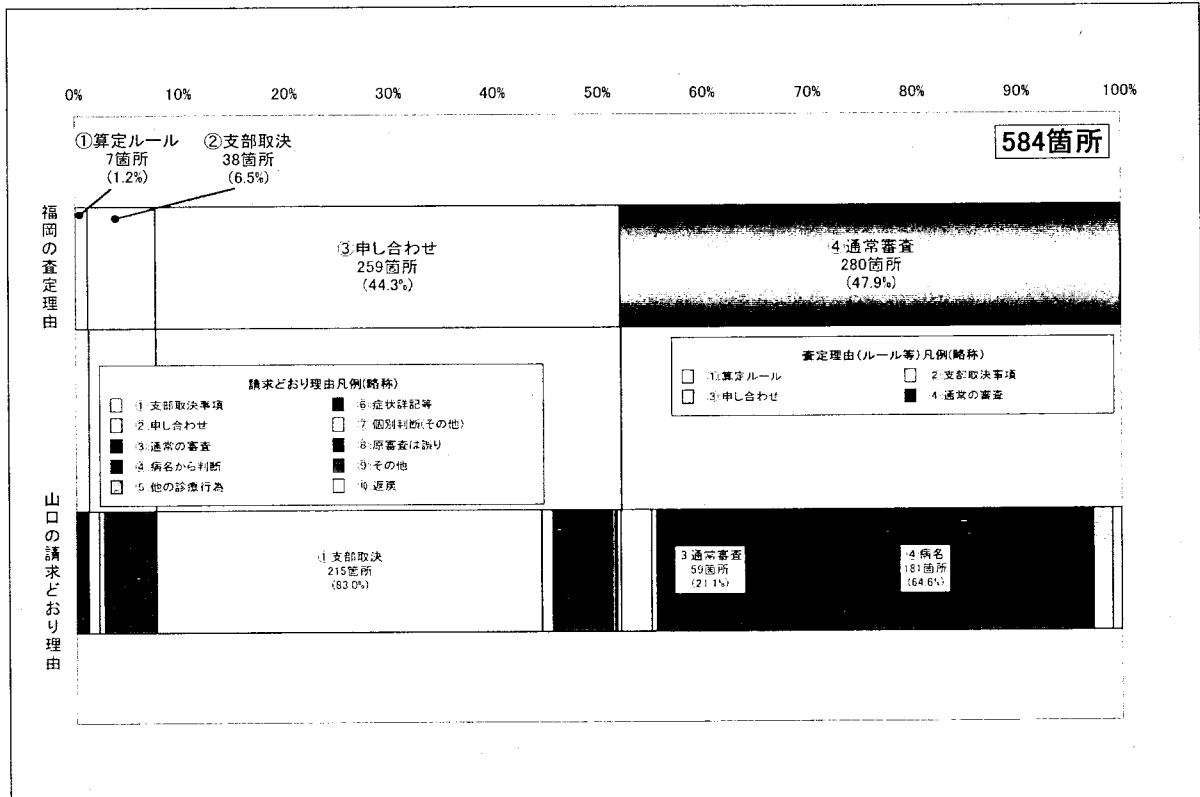 0% 10% 20% 30% 40% 50% 60% 70% 80% 90% 100%
584箇所
①算定ルール
7箇所
(1.2%)
②支部取決
38箇所
(6.5%)
福岡の査定理由
③申し合わせ
259箇所
(44.3%)
④通常審査
280箇所
(47.9%)
査定理由(ルール等)凡例(略称)
①算定ルール
②支部取決事項
③申し合わせ
④通常の審査
請求どおり理由凡例(略称)
①支部取決事項
②申し合わせ
③通常の審査
④病名から判断
⑤他の診療行為
⑥症状詳記等
⑦個別判断(その他)
⑧原審査は誤り
⑨その他
⑩返戻
山口の請求どおり理由
①支部取決
215箇所
(83.0%)
3通常審査
59箇所
(21.1%)
④病名
181箇所
(64.6%)